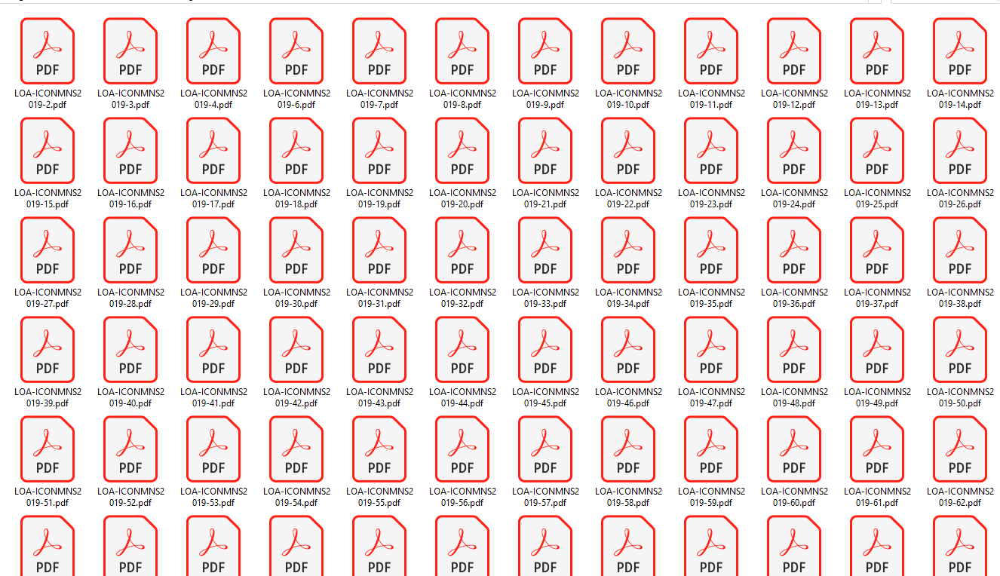 PDF PDF PDF PDF PDF PDF PDF PDF PDF PDF PDF PDF
LOA-ICONMNS2 LOA-ICONMNS2 LOA-ICONMNS2 LOA-ICONMNS2 LOA-ICONMNS2 LOA-ICONMNS2 LOA-ICONMNS2 LOA-ICONMNS2 LOA-ICONMNS2 LOA-ICONMNS2 LOA-ICONMNS2 LOA-ICONMNS2
019-2.pdf 019-3.pdf 019-4.pdf 019-6.pdf 019-7.pdf 019-8.pdf 019-9.pdf 019-10.pdf 019-11.pdf 019-12.pdf 019-13.pdf 019-14.pdf
PDF PDF PDF PDF PDF PDF PDF PDF PDF PDF PDF PDF
LOA-ICONMNS2 LOA-ICONMNS2 LOA-ICONMNS2 LOA-ICONMNS2 LOA-ICONMNS2 LOA-ICONMNS2 LOA-ICONMNS2 LOA-ICONMNS2 LOA-ICONMNS2 LOA-ICONMNS2 LOA-ICONMNS2 LOA-ICONMNS2
019-15.pdf 019-16.pdf 019-17.pdf 019-18.pdf 019-19.pdf 019-20.pdf 019-21.pdf 019-22.pdf 019-23.pdf 019-24.pdf 019-25.pdf 019-26.pdf
PDF PDF PDF PDF PDF PDF PDF PDF PDF PDF PDF PDF
LOA-ICONMNS2 LOA-ICONMNS2 LOA-ICONMNS2 LOA-ICONMNS2 LOA-ICONMNS2 LOA-ICONMNS2 LOA-ICONMNS2 LOA-ICONMNS2 LOA-ICONMNS2 LOA-ICONMNS2 LOA-ICONMNS2 LOA-ICONMNS2
019-27.pdf 019-28.pdf 019-29.pdf 019-30.pdf 019-31.pdf 019-32.pdf 019-33.pdf 019-34.pdf 019-35.pdf 019-36.pdf 019-37.pdf 019-38.pdf
PDF PDF PDF PDF PDF PDF PDF PDF PDF PDF PDF PDF
LOA-ICONMNS2 LOA-ICONMNS2 LOA-ICONMNS2 LOA-ICONMNS2 LOA-ICONMNS2 LOA-ICONMNS2 LOA-ICONMNS2 LOA-ICONMNS2 LOA-ICONMNS2 LOA-ICONMNS2 LOA-ICONMNS2 LOA-ICONMNS2
019-39.pdf 019-40.pdf 019-41.pdf 019-42.pdf 019-43.pdf 019-44.pdf 019-45.pdf 019-46.pdf 019-47.pdf 019-48.pdf 019-49.pdf 019-50.pdf
PDF PDF PDF PDF PDF PDF PDF PDF PDF PDF PDF PDF
LOA-ICONMNS2 LOA-ICONMNS2 LOA-ICONMNS2 LOA-ICONMNS2 LOA-ICONMNS2 LOA-ICONMNS2 LOA-ICONMNS2 LOA-ICONMNS2 LOA-ICONMNS2 LOA-ICONMNS2 LOA-ICONMNS2 LOA-ICONMNS2
019-51.pdf 019-52.pdf 019-53.pdf 019-54.pdf 019-55.pdf 019-56.pdf 019-57.pdf 019-58.pdf 019-59.pdf 019-60.pdf 019-61.pdf 019-62.pdf
PDF PDF PDF PDF PDF PDF PDF PDF PDF PDF PDF PDF